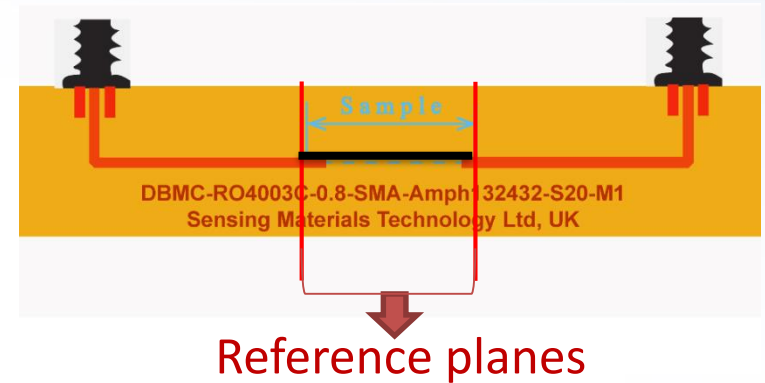 Sample
DBMC-RO4003C-0.8-SMA-Amph132432-S20-M1
Sensing Materials Technology Ltd, UK
Reference planes